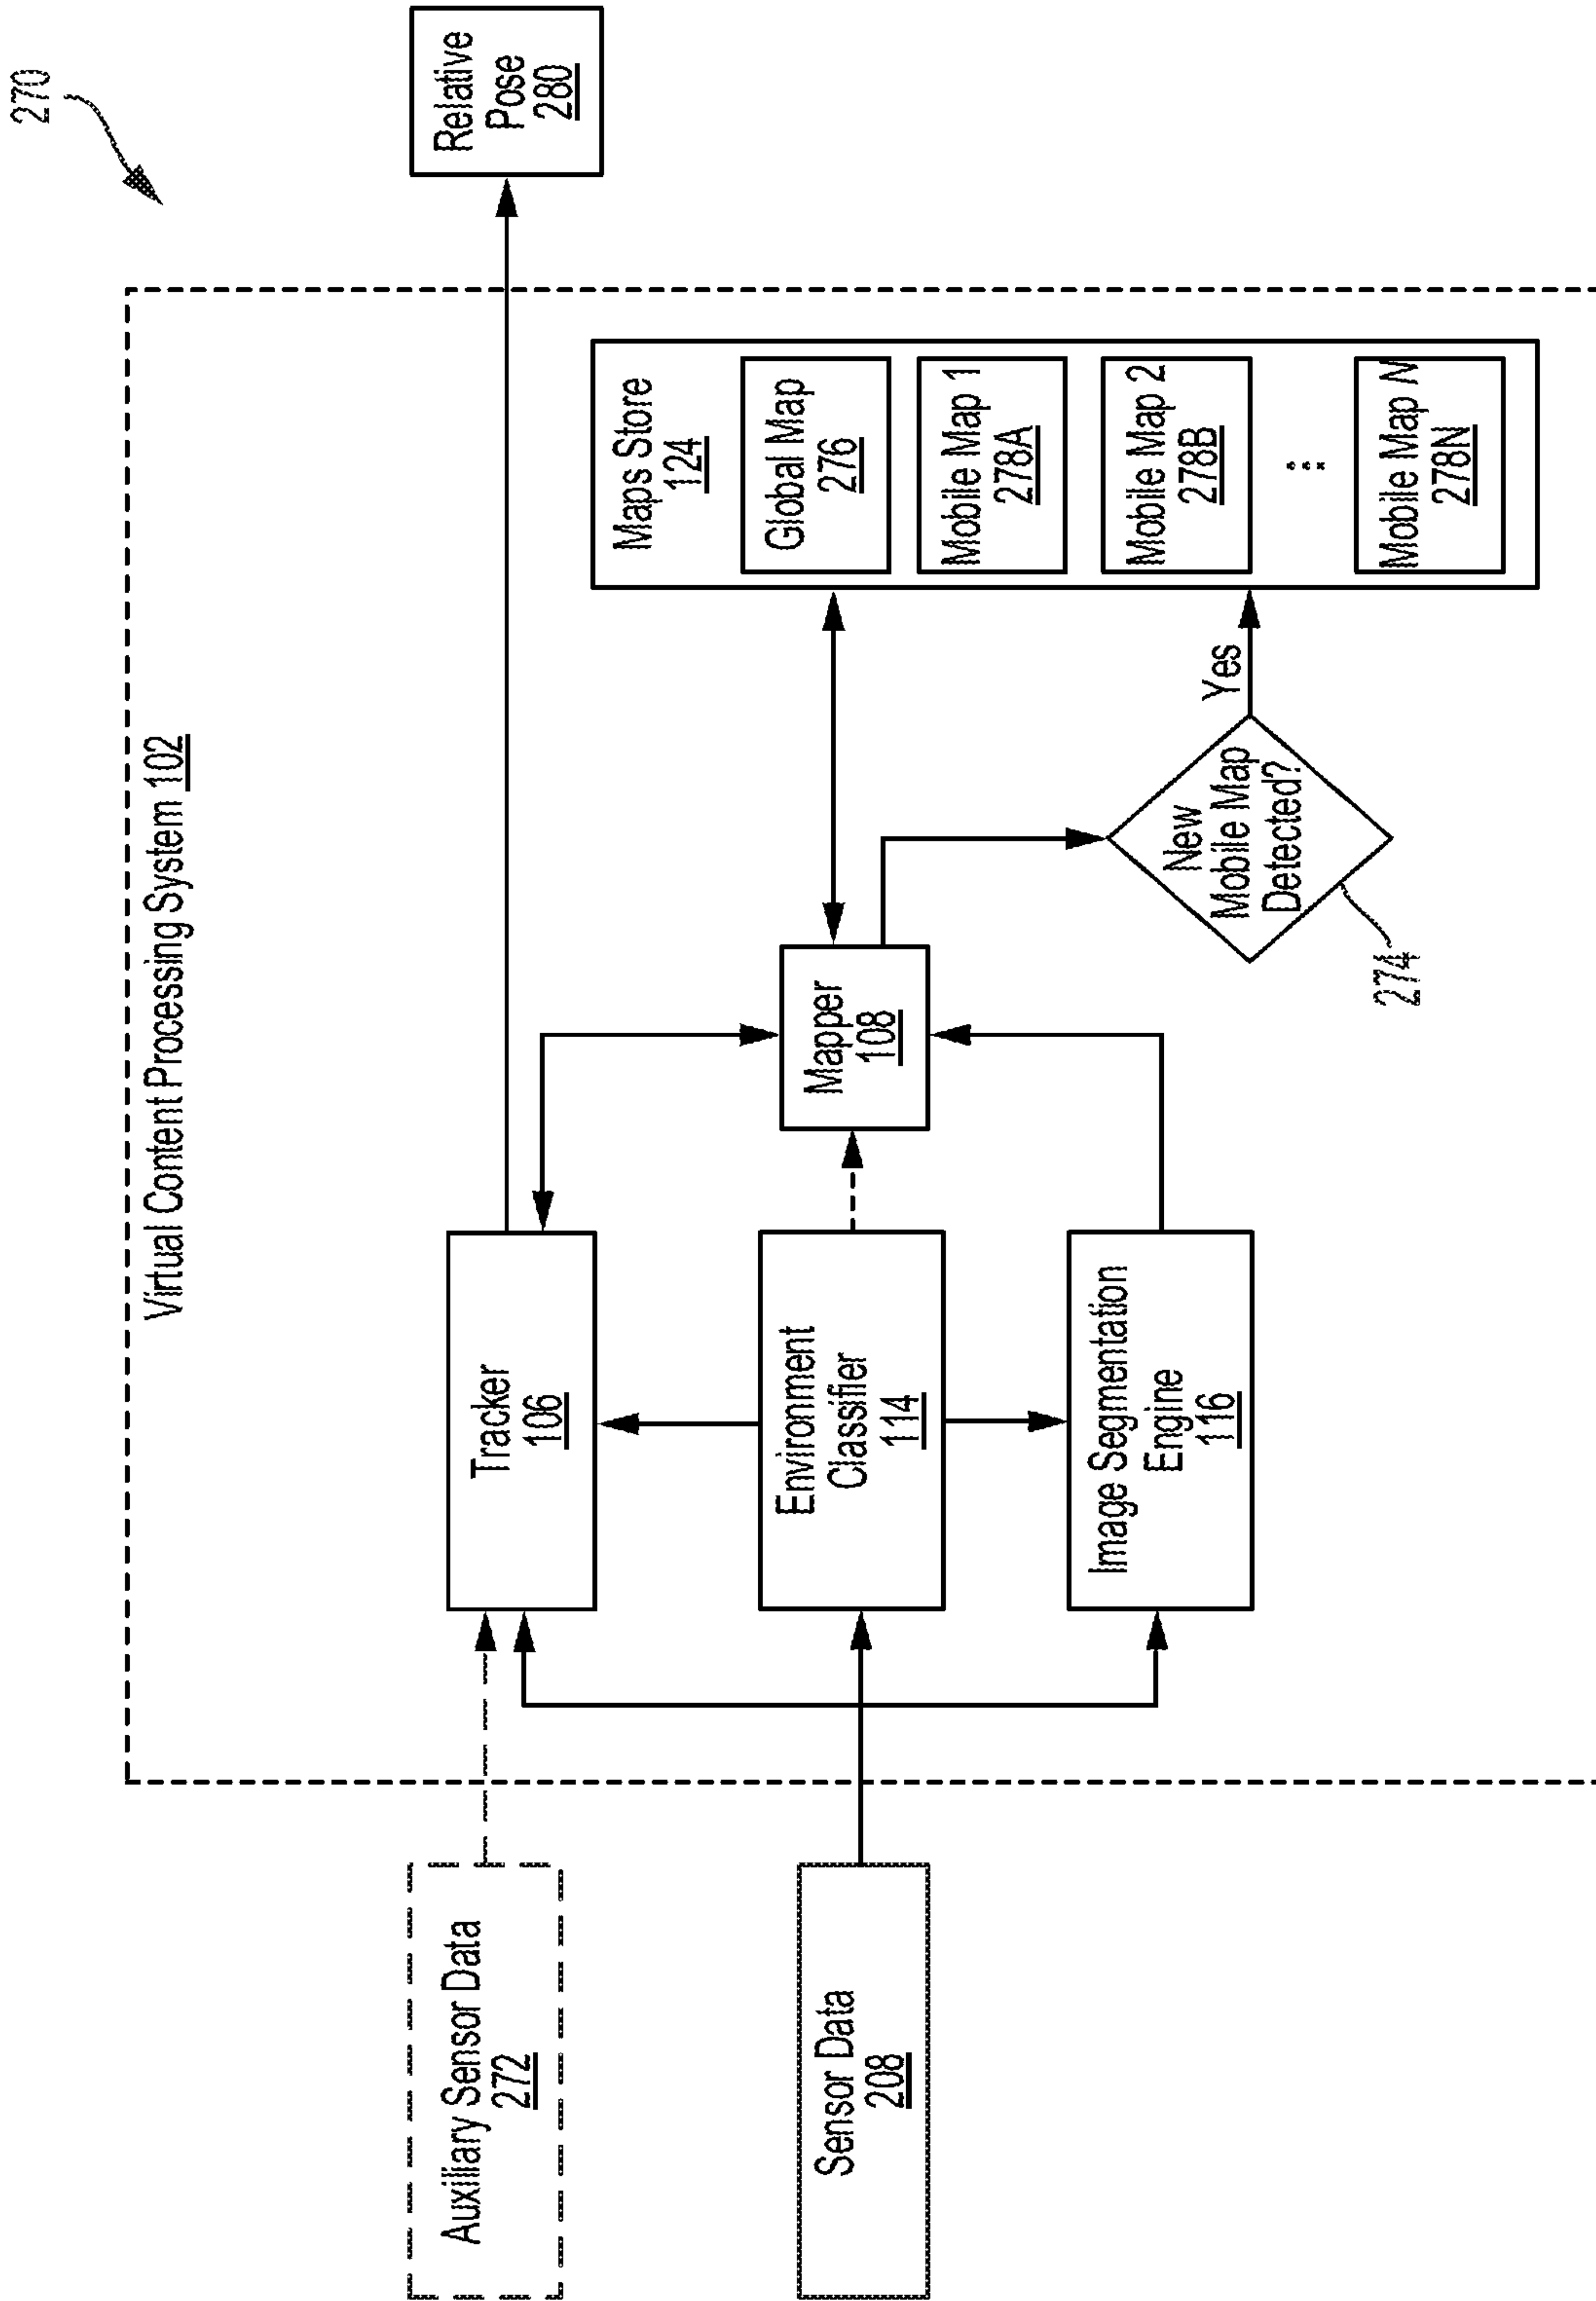 270
Virtual Content Processing System 102
Auxiliary Sensor Data
272
Sensor Data
208
Tracker
106
Environment
Classifier
114
Image Segmentation
Engine
116
Mapper
108
New
Mobile Map
Detected?
274
Yes
Maps Store
124
Global Map
276
Mobile Map 1
278A
Mobile Map 2
278B
Mobile Map N
278N
Relative
Pose
280